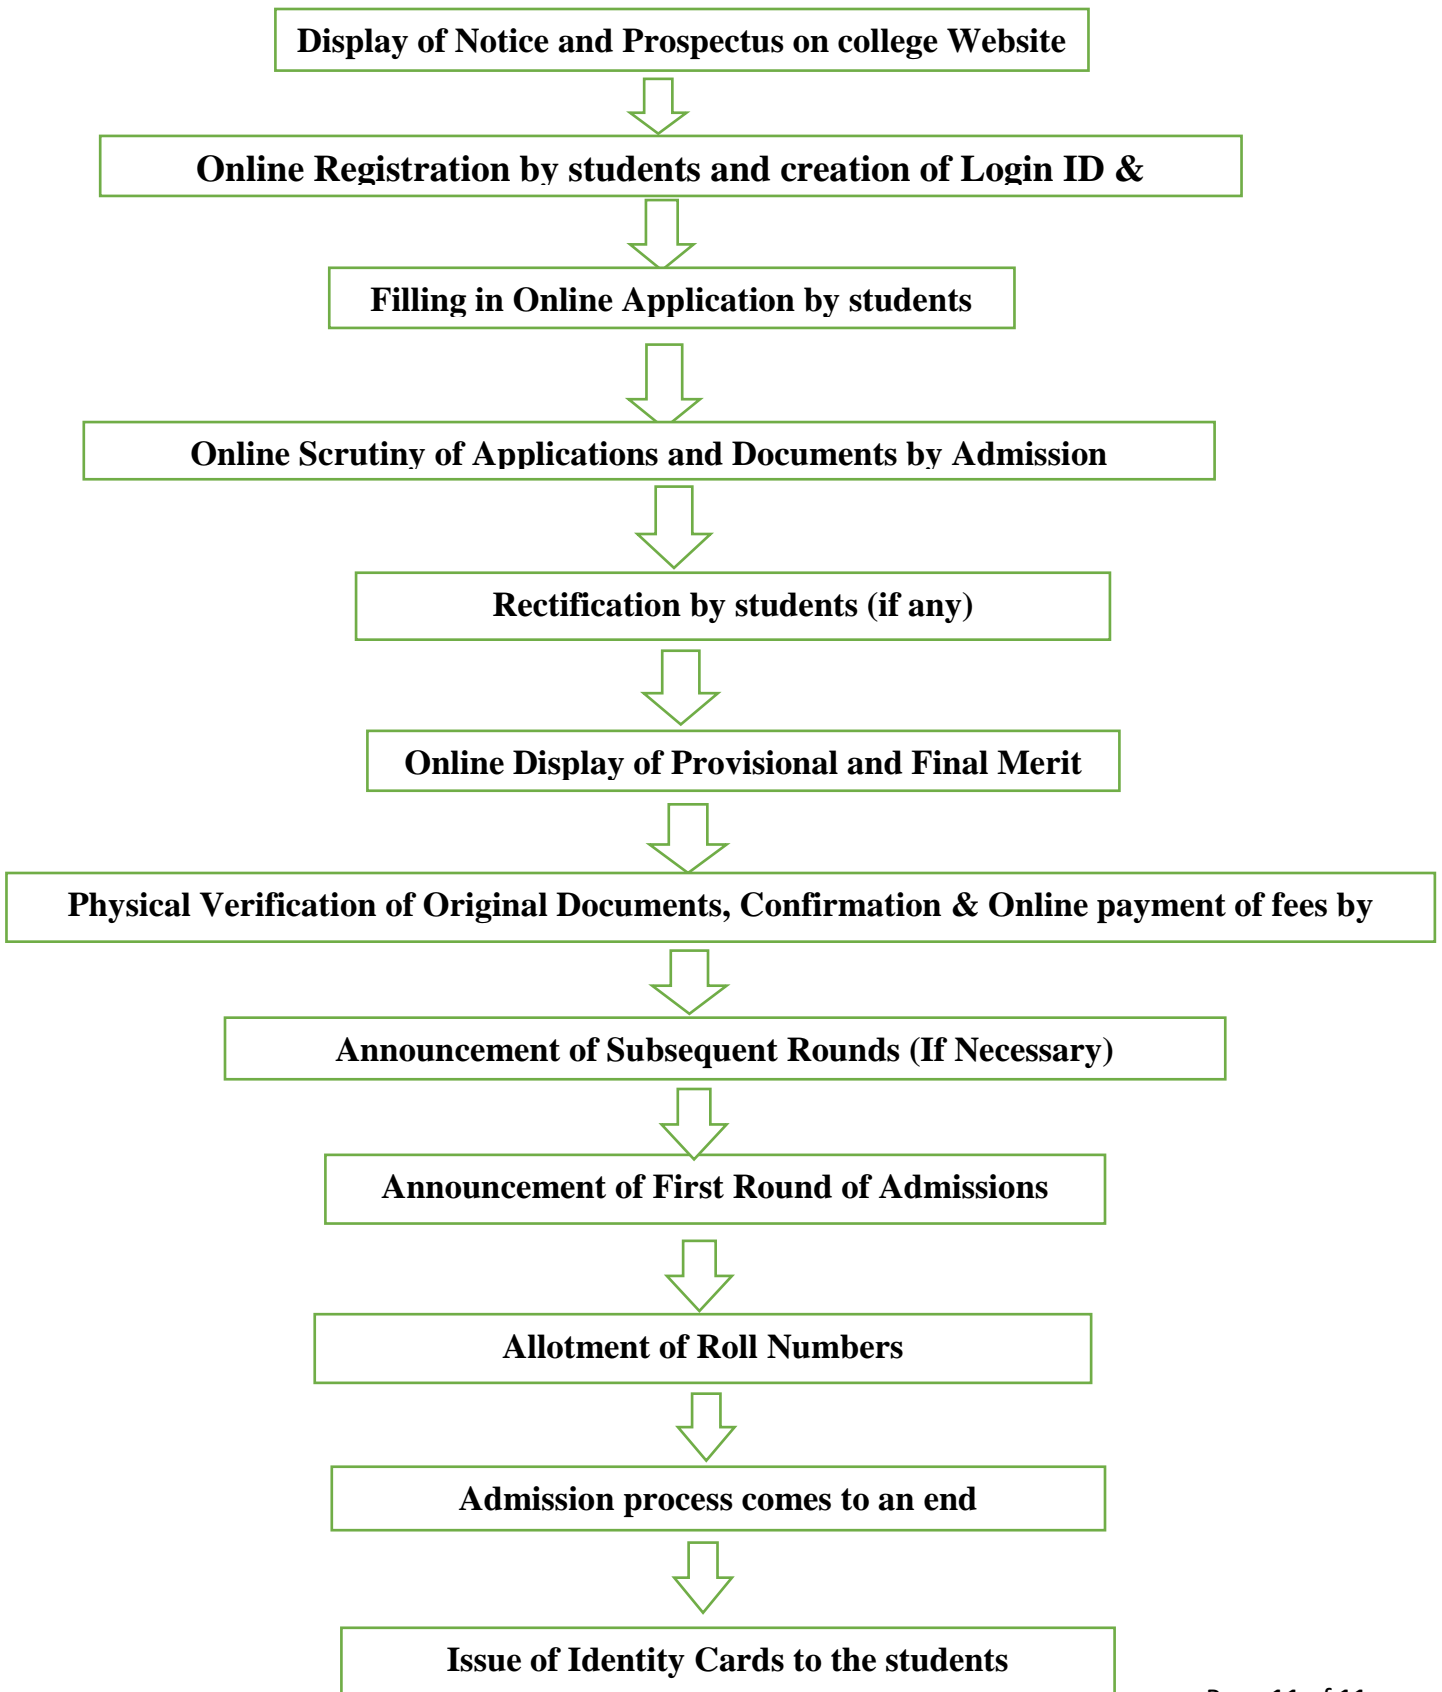 Display of Notice and Prospectus on college Website
Online Registration by students and creation of Login ID &
Filling in Online Application by students
Online Scrutiny of Applications and Documents by Admission
Rectification by students (if any)
Online Display of Provisional and Final Merit
Physical Verification of Original Documents, Confirmation & Online payment of fees by
Announcement of Subsequent Rounds (If Necessary)
Announcement of First Round of Admissions
Allotment of Roll Numbers
Admission process comes to an end
Issue of Identity Cards to the students